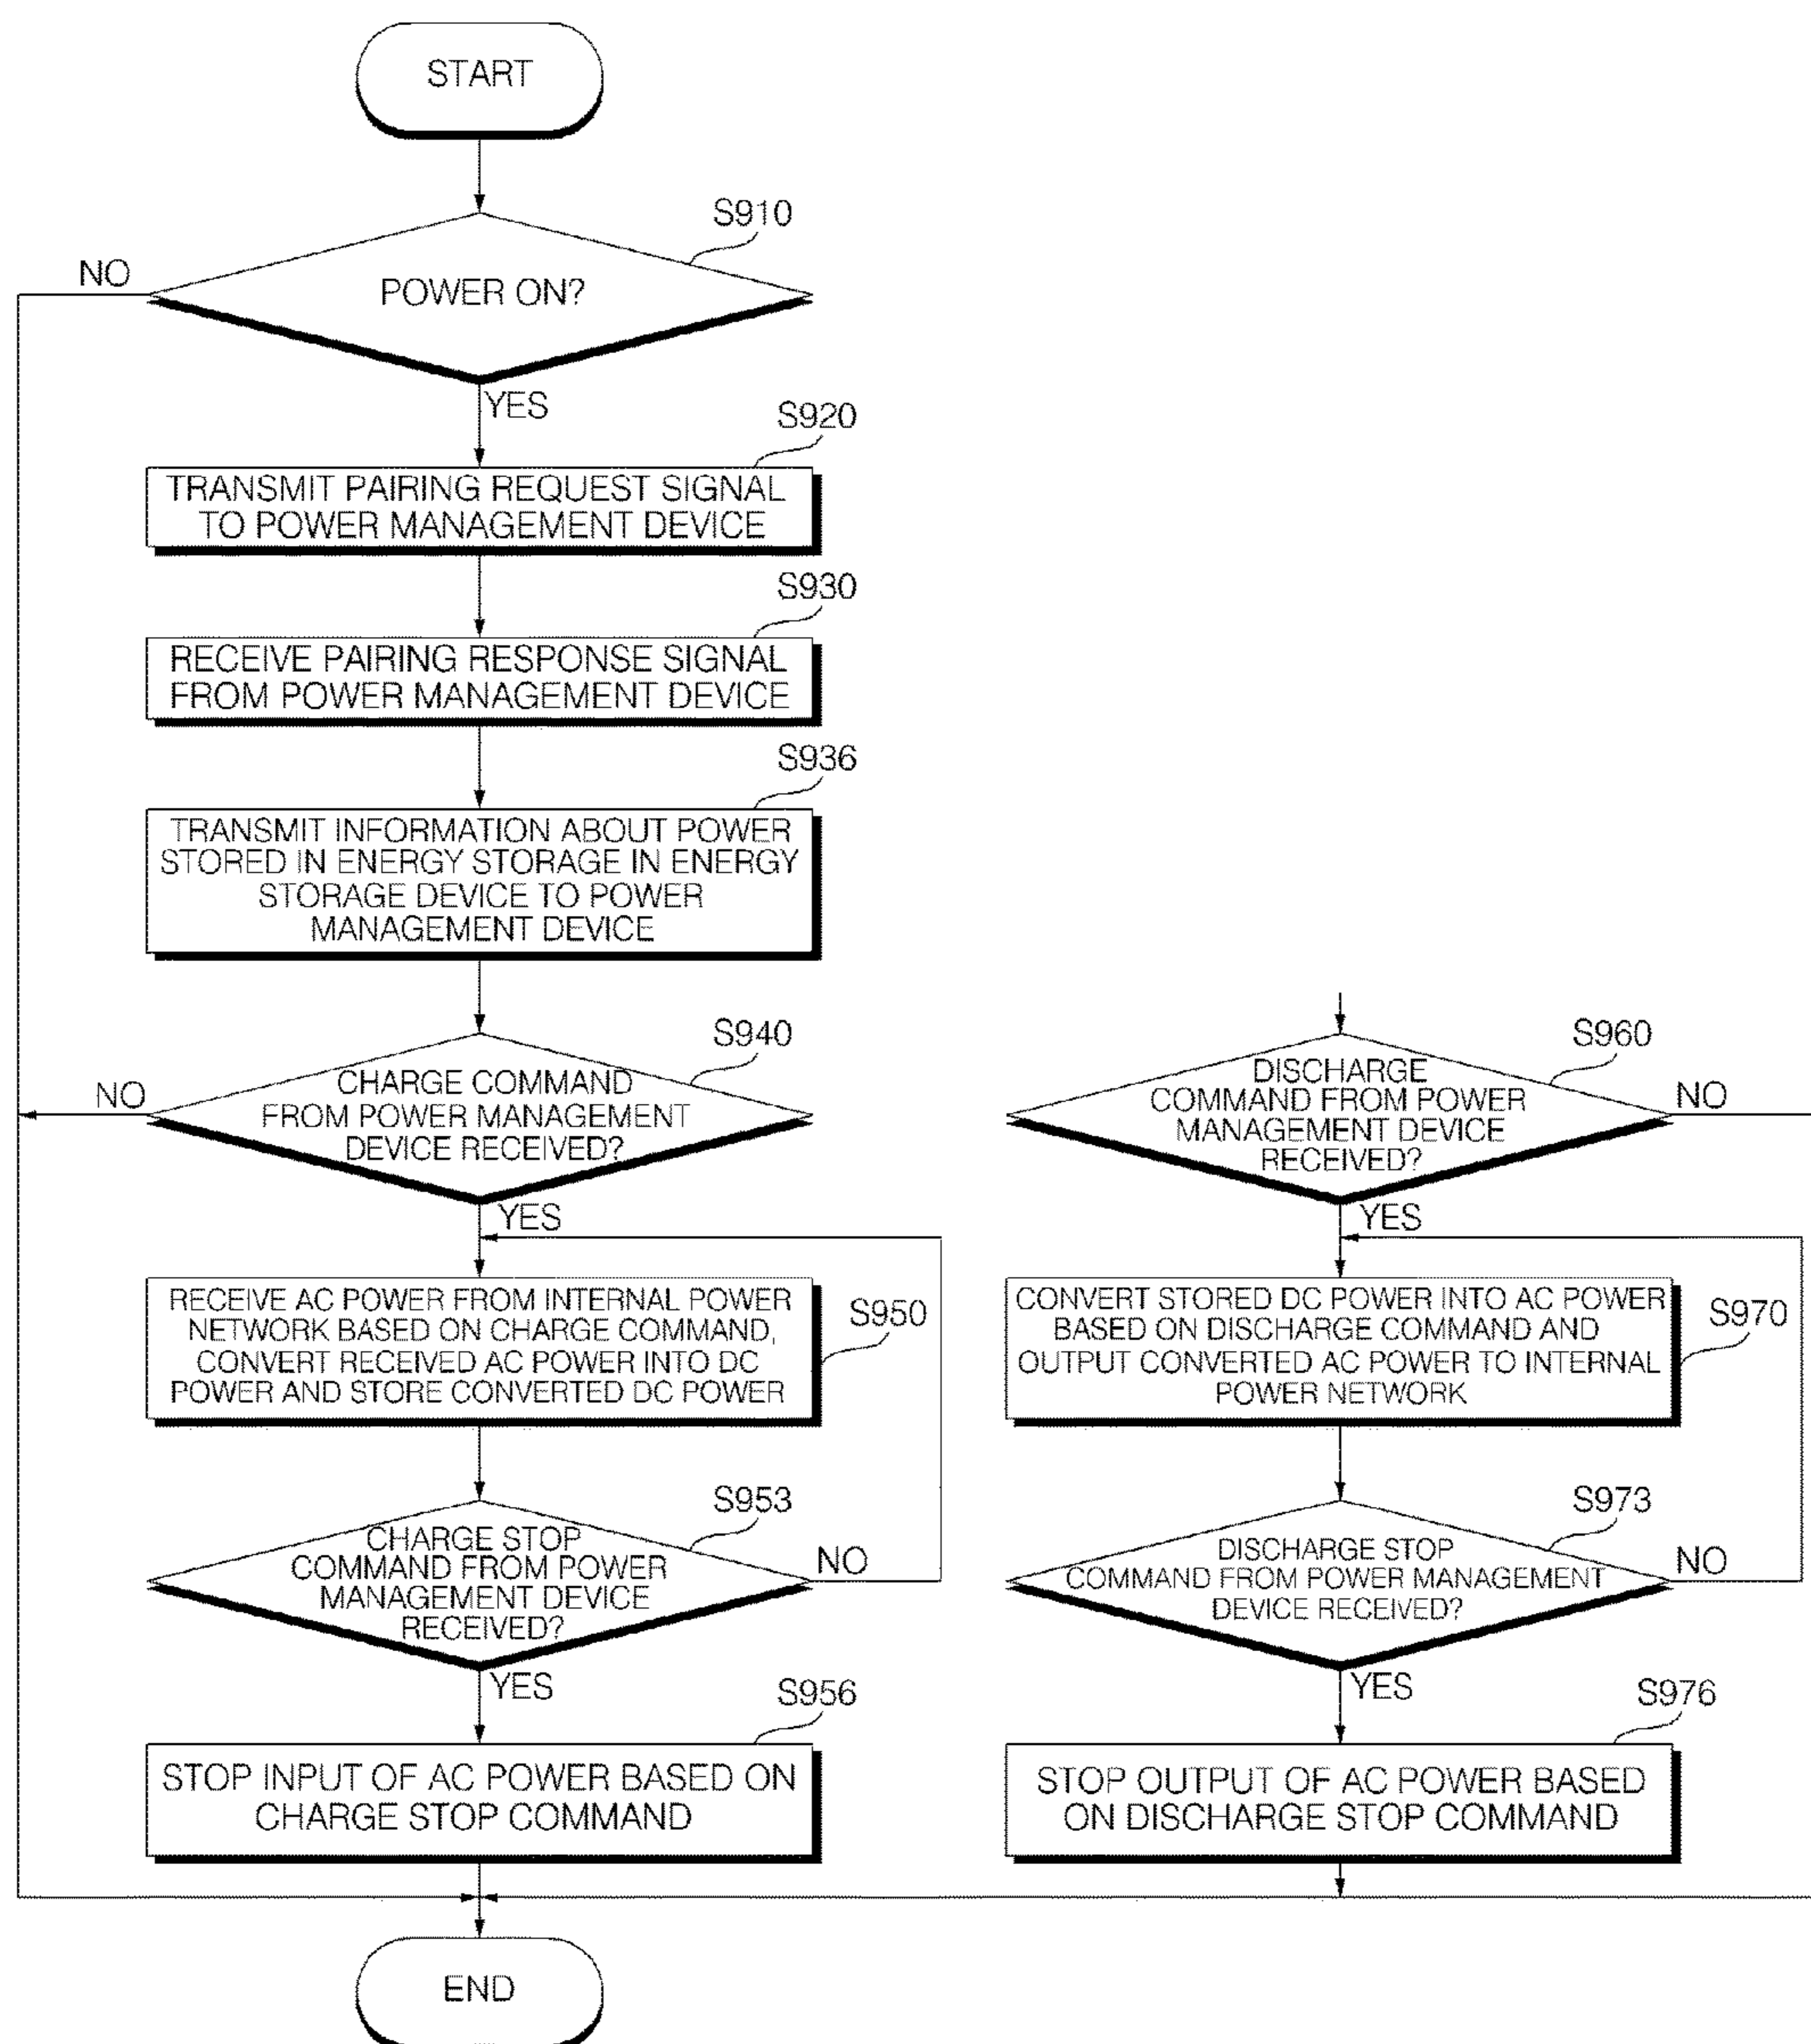 START
S910
NO
POWER ON?
YES
S920
TRANSMIT PAIRING REQUEST SIGNAL
TO POWER MANAGEMENT DEVICE
S930
RECEIVE PAIRING RESPONSE SIGNAL
FROM POWER MANAGEMENT DEVICE
S936
TRANSMIT INFORMATION ABOUT POWER
STORED IN ENERGY STORAGE IN ENERGY
STORAGE DEVICE TO POWER
MANAGEMENT DEVICE
S940
NO
CHARGE COMMAND
FROM POWER MANAGEMENT
DEVICE RECEIVED?
YES
RECEIVE AC POWER FROM INTERNAL POWER
NETWORK BASED ON CHARGE COMMAND,
CONVERT RECEIVED AC POWER INTO DC
POWER AND STORE CONVERTED DC POWER
S950
S953
CHARGE STOP
COMMAND FROM POWER
MANAGEMENT DEVICE
RECEIVED?
NO
YES
S956
STOP INPUT OF AC POWER BASED ON
CHARGE STOP COMMAND
S960
DISCHARGE
COMMAND FROM POWER
MANAGEMENT DEVICE
RECEIVED?
NO
YES
CONVERT STORED DC POWER INTO AC POWER
BASED ON DISCHARGE COMMAND AND
OUTPUT CONVERTED AC POWER TO INTERNAL
POWER NETWORK
S970
S973
DISCHARGE STOP
COMMAND FROM POWER MANAGEMENT
DEVICE RECEIVED?
NO
YES
S976
STOP OUTPUT OF AC POWER BASED
ON DISCHARGE STOP COMMAND
END